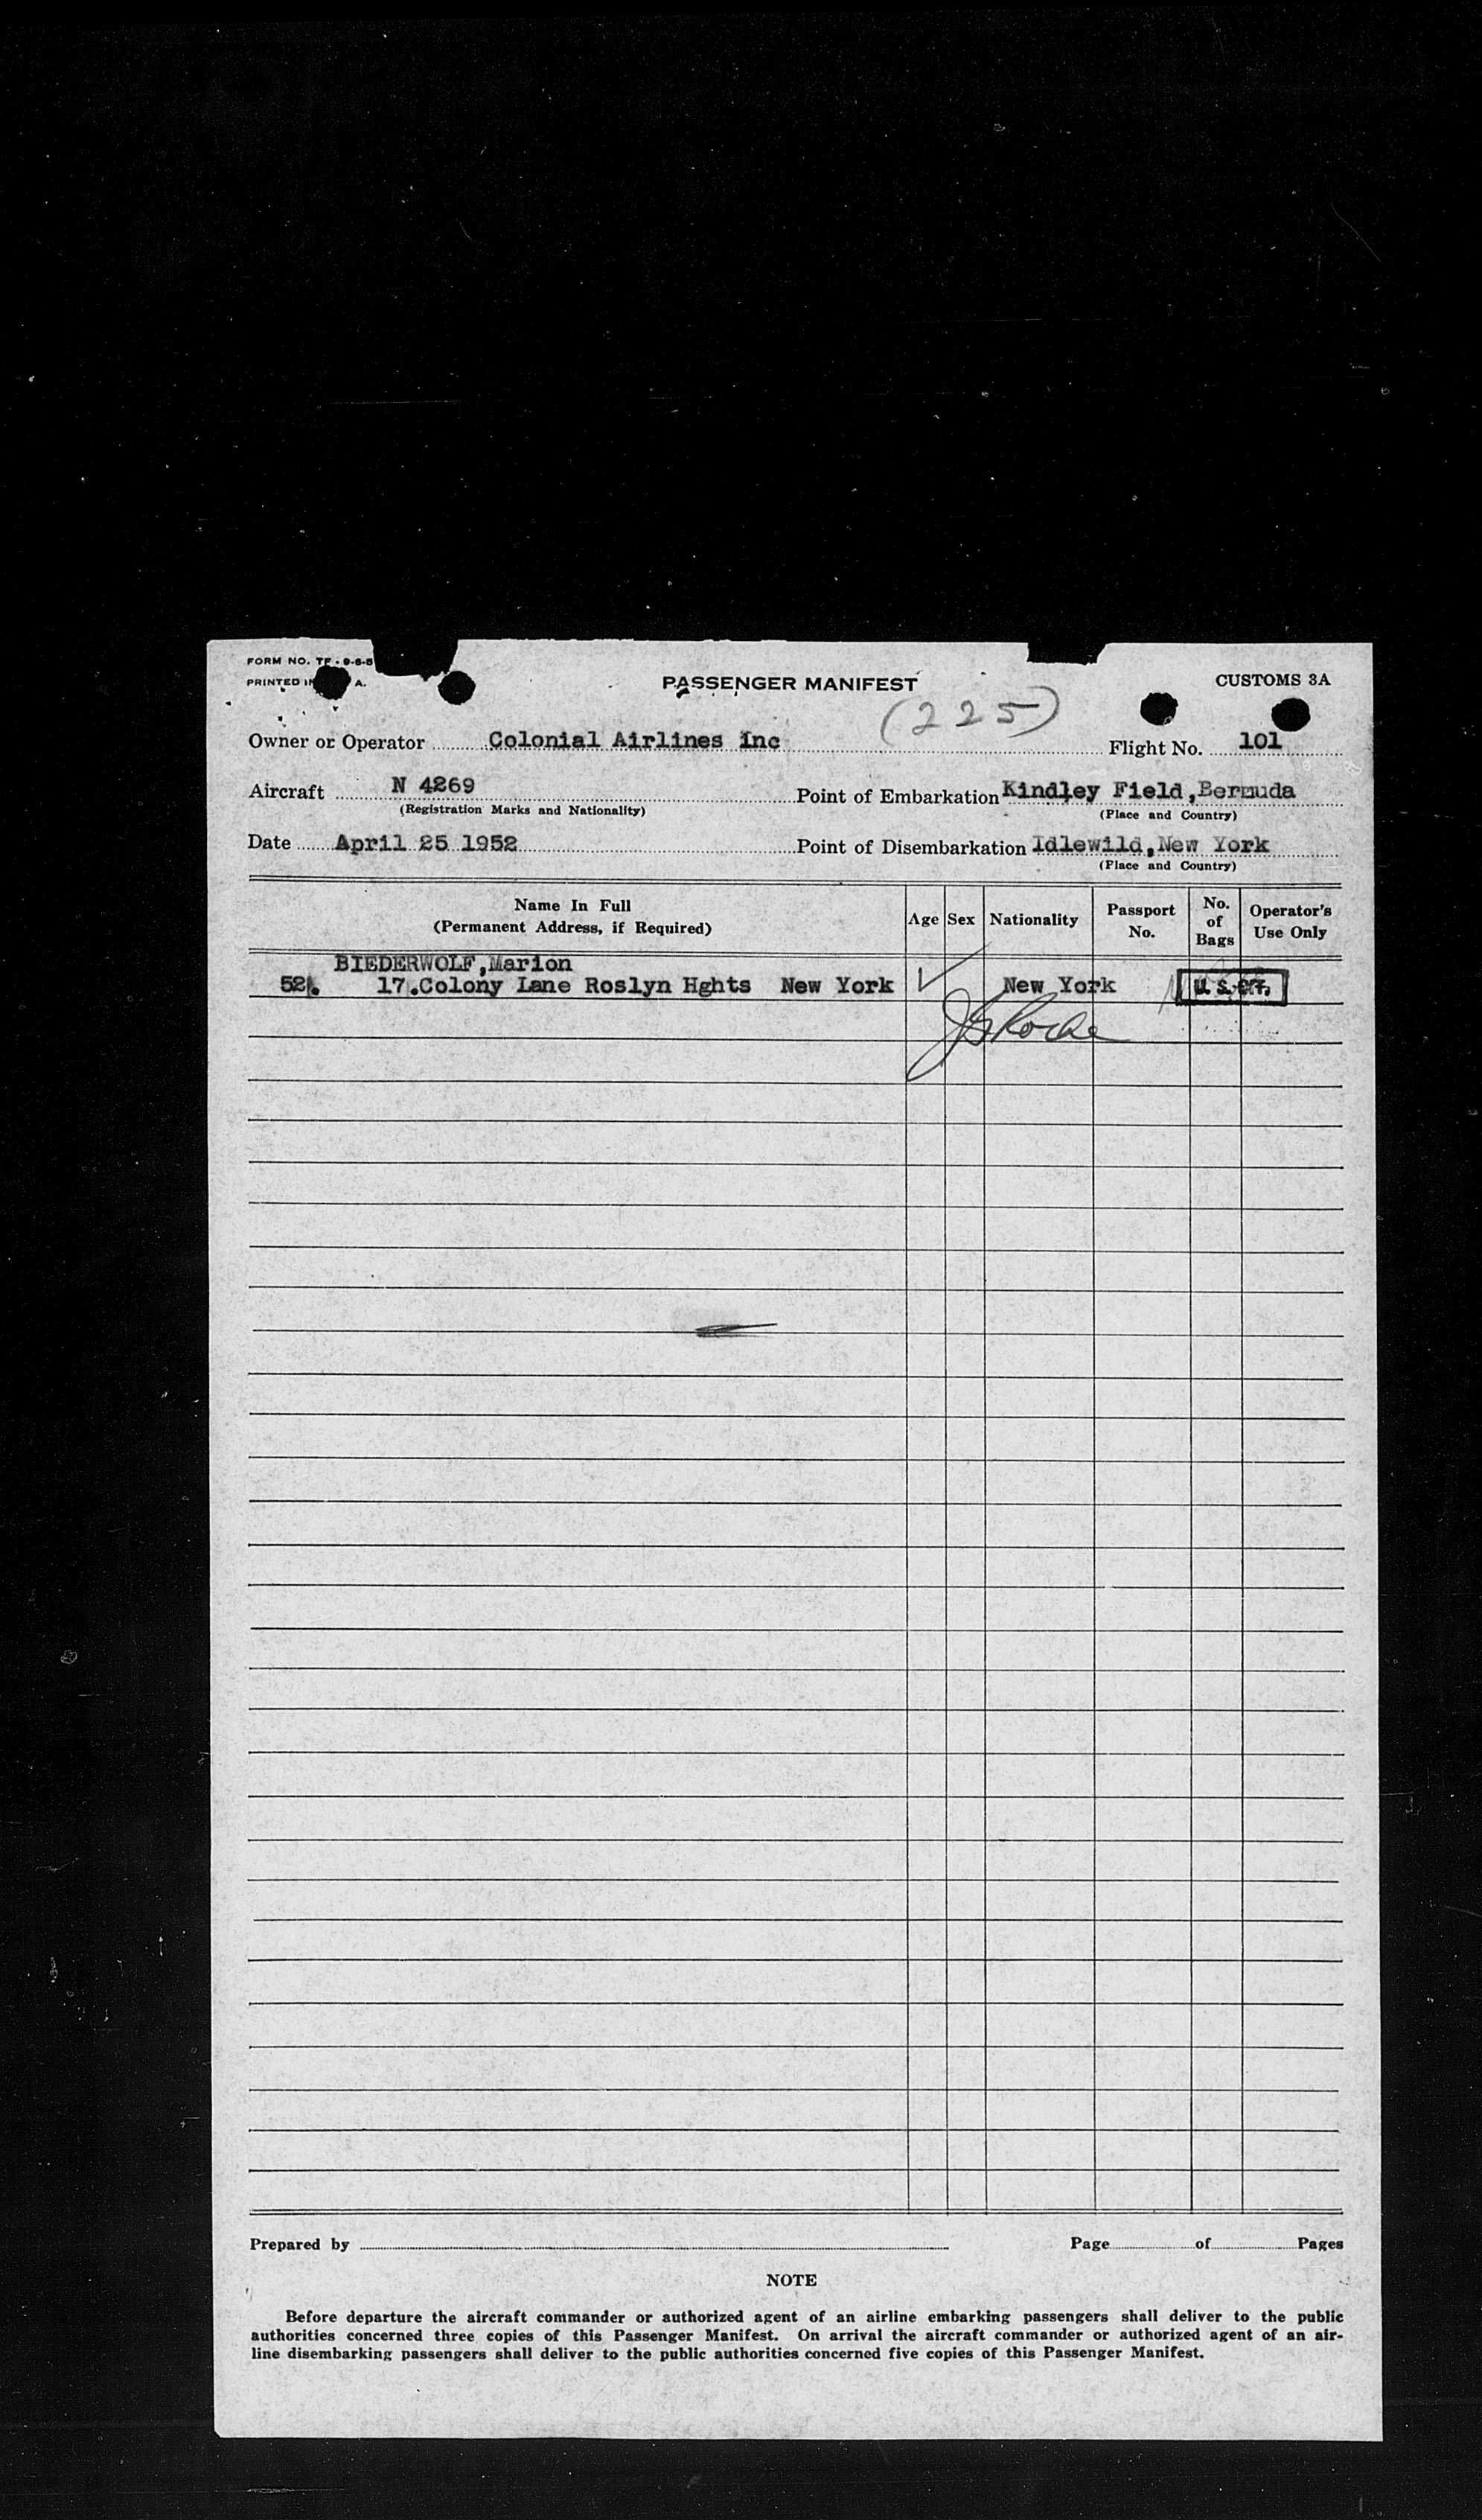 FORM NO. TF-9-6-5
PRINTED IN A.
PASSENGER MANIFEST
CUSTOMS 3A
(225)
Owner or Operator Colonial Airlines Inc Flight No. 101
Aircraft N 4269 Point of Embarkation Kindley Field,Bermuda
(Registration Marks and Nationality) (Place and Country)
Date April 25 1952 Point of Disembarkation Idlewild,New York
(Place and Country)
Name In Full
(Permanent Address, if Required)
Age Sex Nationality
Passport
No.
No.
of
Bags
Operator's
Use Only
BIEDERWOLF,Marion
52. 17.Colony Lane Roslyn Hghts New York New York U. S. CIT.
Prepared by Page of Pages
NOTE
Before departure the aircraft commander or authorized agent of an airline embarking passengers shall deliver to the public
authorities concerned three copies of this Passenger Manifest. On arrival the aircraft commander or authorized agent of an air-
line disembarking passengers shall deliver to the public authorities concerned five copies of this Passenger Manifest.